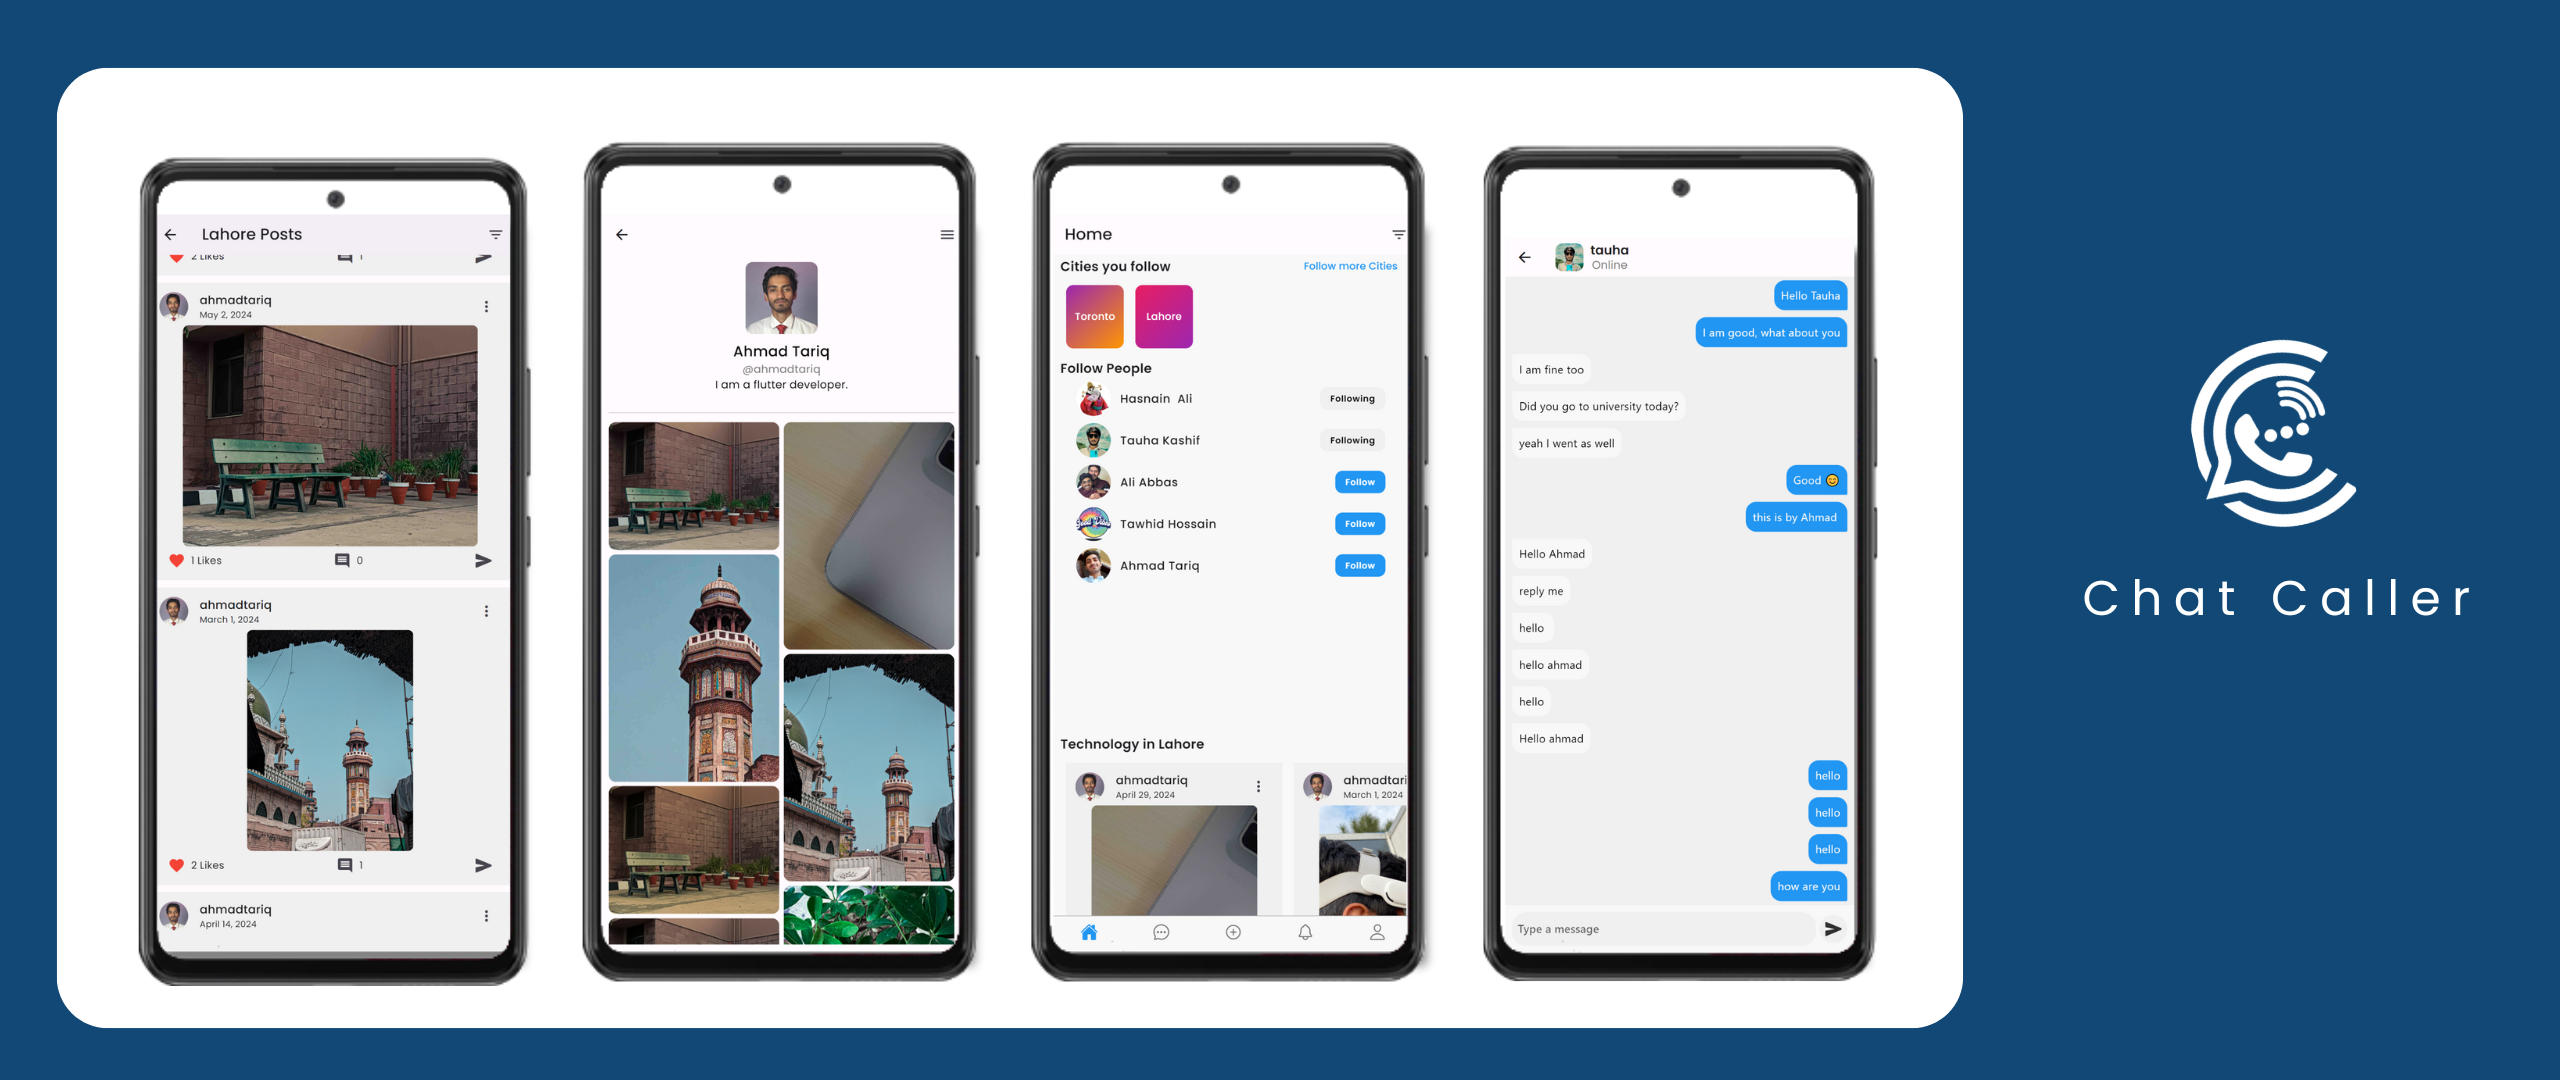 Lahore Posts
2 Likes
1
ahmadtariq
May 2, 2024
1 Likes
0
ahmadtariq
March 1, 2024
2 Likes
1
ahmadtariq
April 14, 2024
Ahmad Tariq
@ahmadtariq
I am a flutter developer.
Home
Cities you follow
Follow more Cities
Toronto
Lahore
Follow People
Hasnain Ali
Following
Tauha Kashif
Following
Ali Abbas
Follow
Tawhid Hossain
Follow
Ahmad Tariq
Follow
Technology in Lahore
ahmadtariq
April 29, 2024
ahmadtari
March 1, 2024
tauha
Online
Hello Tauha
I am good, what about you
I am fine too
Did you go to university today?
yeah I went as well
Good 😊
this is by Ahmad
Hello Ahmad
reply me
hello
hello ahmad
hello
Hello ahmad
hello
hello
hello
how are you
Type a message
Chat Caller